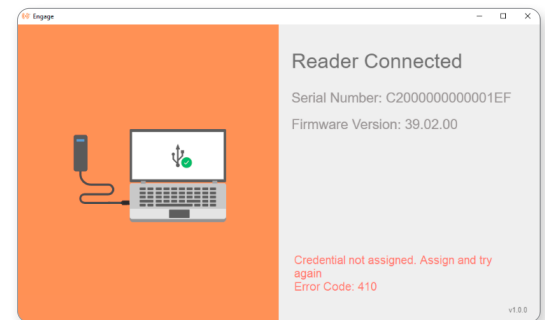 Engage
Reader Connected
Serial Number: C2000000000001EF
Firmware Version: 39.02.00
Credential not assigned. Assign and try
again
Error Code: 410
v1.0.0